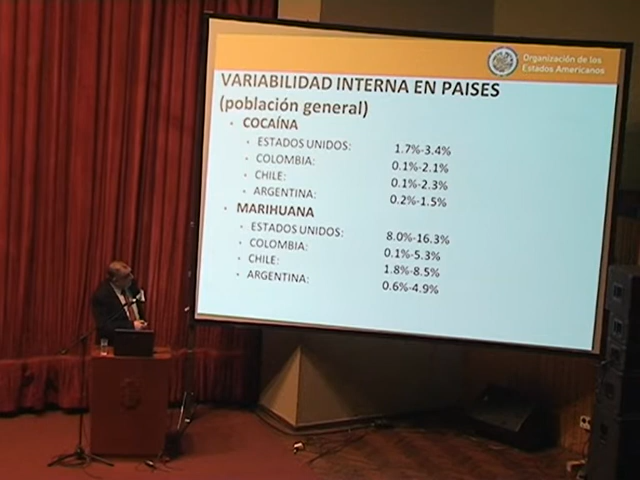 Organización de los
Estados Americanos
VARIABILIDAD INTERNA EN PAISES
(población general)
• COCAÍNA
• ESTADOS UNIDOS: 1.7%-3.4%
• COLOMBIA: 0.1%-2.1%
• CHILE: 0.1%-2.3%
• ARGENTINA: 0.2%-1.5%
• MARIHUANA
• ESTADOS UNIDOS: 8.0%-16.3%
• COLOMBIA: 0.1%-5.3%
• CHILE: 1.8%-8.5%
• ARGENTINA: 0.6%-4.9%